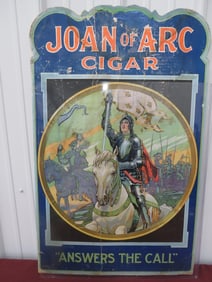 JOAN OF ARC
CIGAR
"ANSWERS THE CALL"